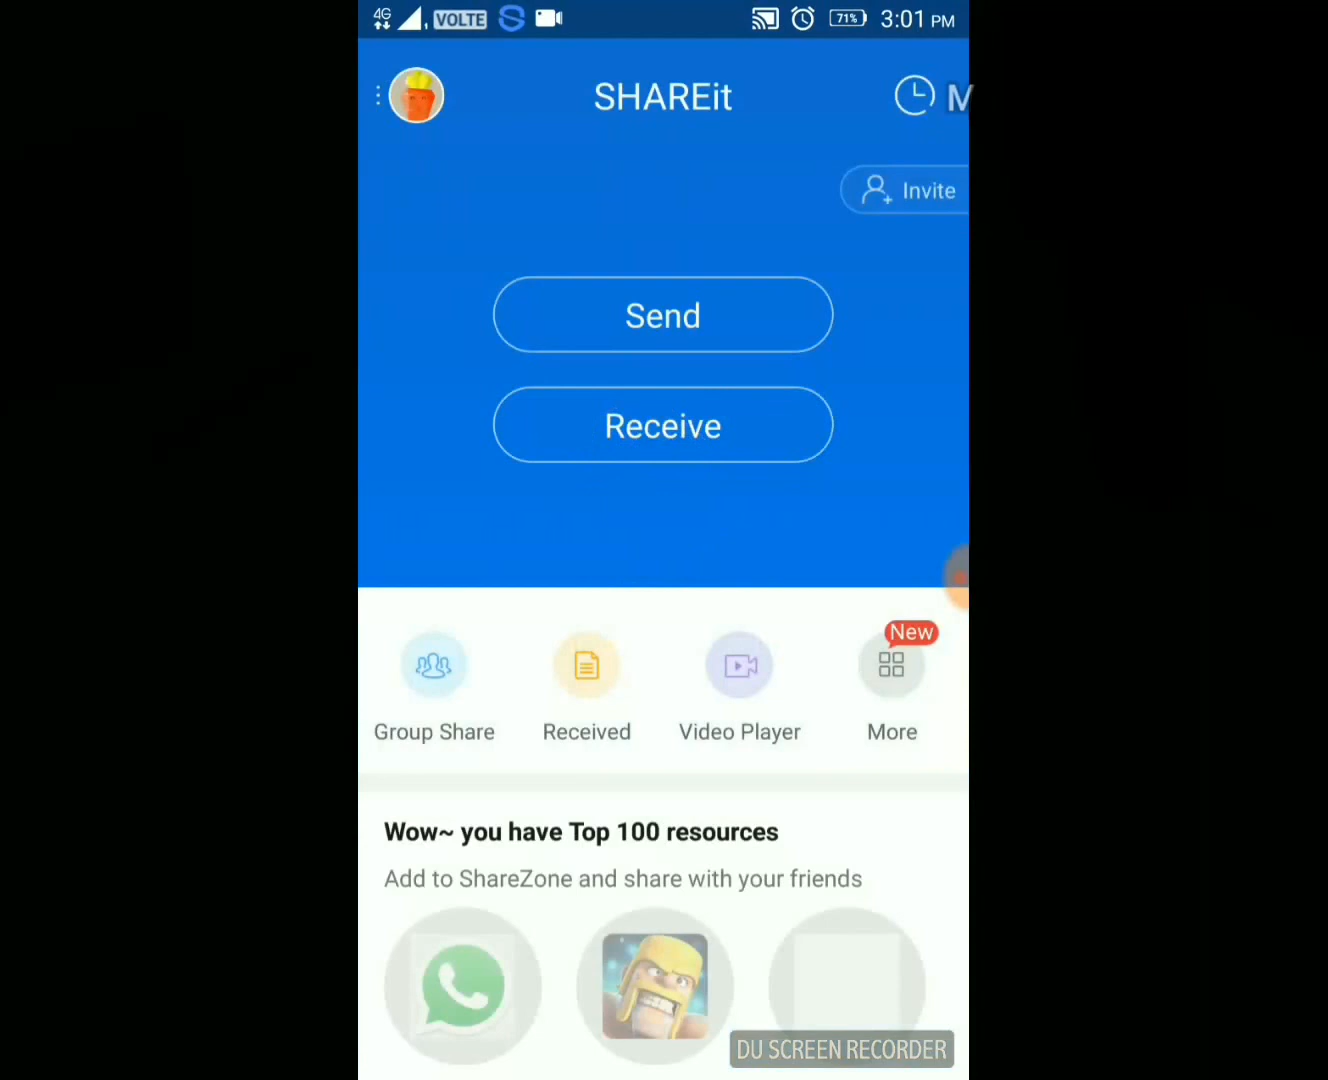 4G VOLTE 71% 3:01 PM
SHAREit M
Invite
Send
Receive
New
Group Share Received Video Player More
Wow~ you have Top 100 resources
Add to ShareZone and share with your friends
DU SCREEN RECORDER